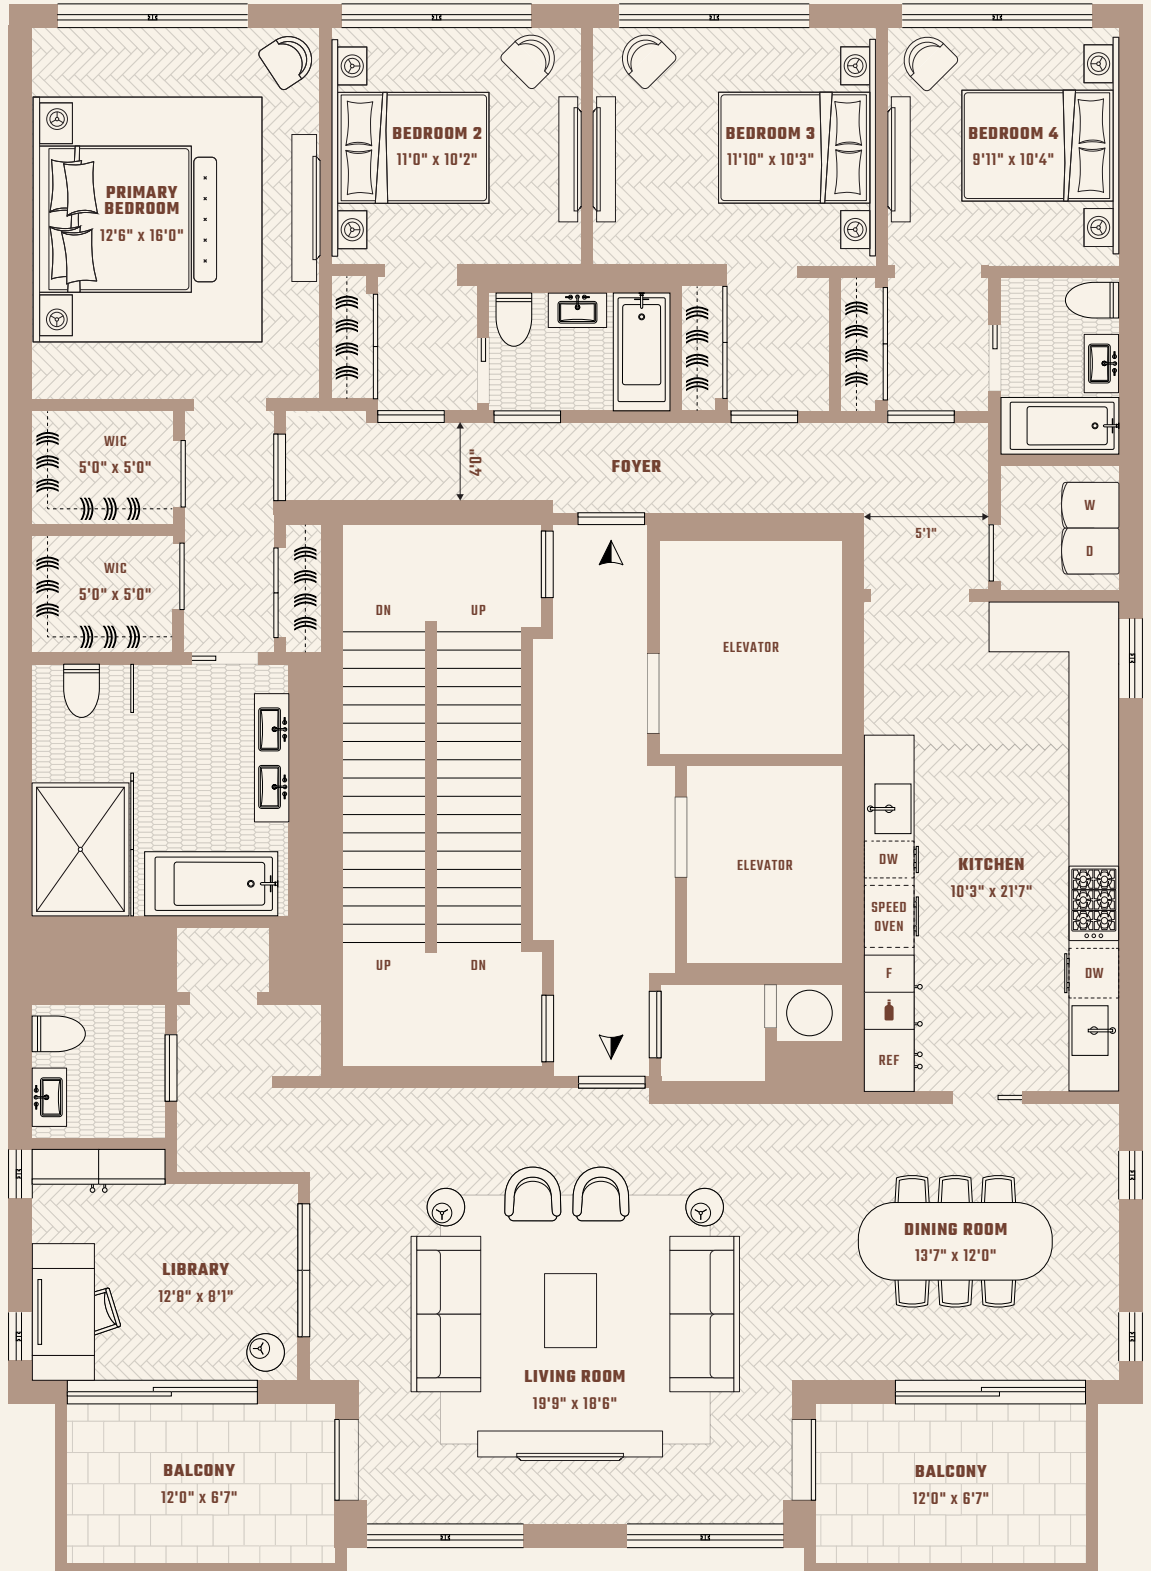 BEDROOM 2
11'0" x 10'2"
BEDROOM 3
11'10" x 10'3"
BEDROOM 4
9'11" x 10'4"
PRIMARY
BEDROOM
12'6" x 16'0"
WIC
5'0" x 5'0"
4'0"
FOYER
W
D
5'1"
WIC
5'0" x 5'0"
DN
UP
ELEVATOR
ELEVATOR
DW
SPEED
OVEN
KITCHEN
10'3" x 21'7"
UP
DN
F
DW
REF
DINING ROOM
13'7" x 12'0"
LIBRARY
12'8" x 8'1"
LIVING ROOM
19'9" x 18'6"
BALCONY
12'0" x 6'7"
BALCONY
12'0" x 6'7"